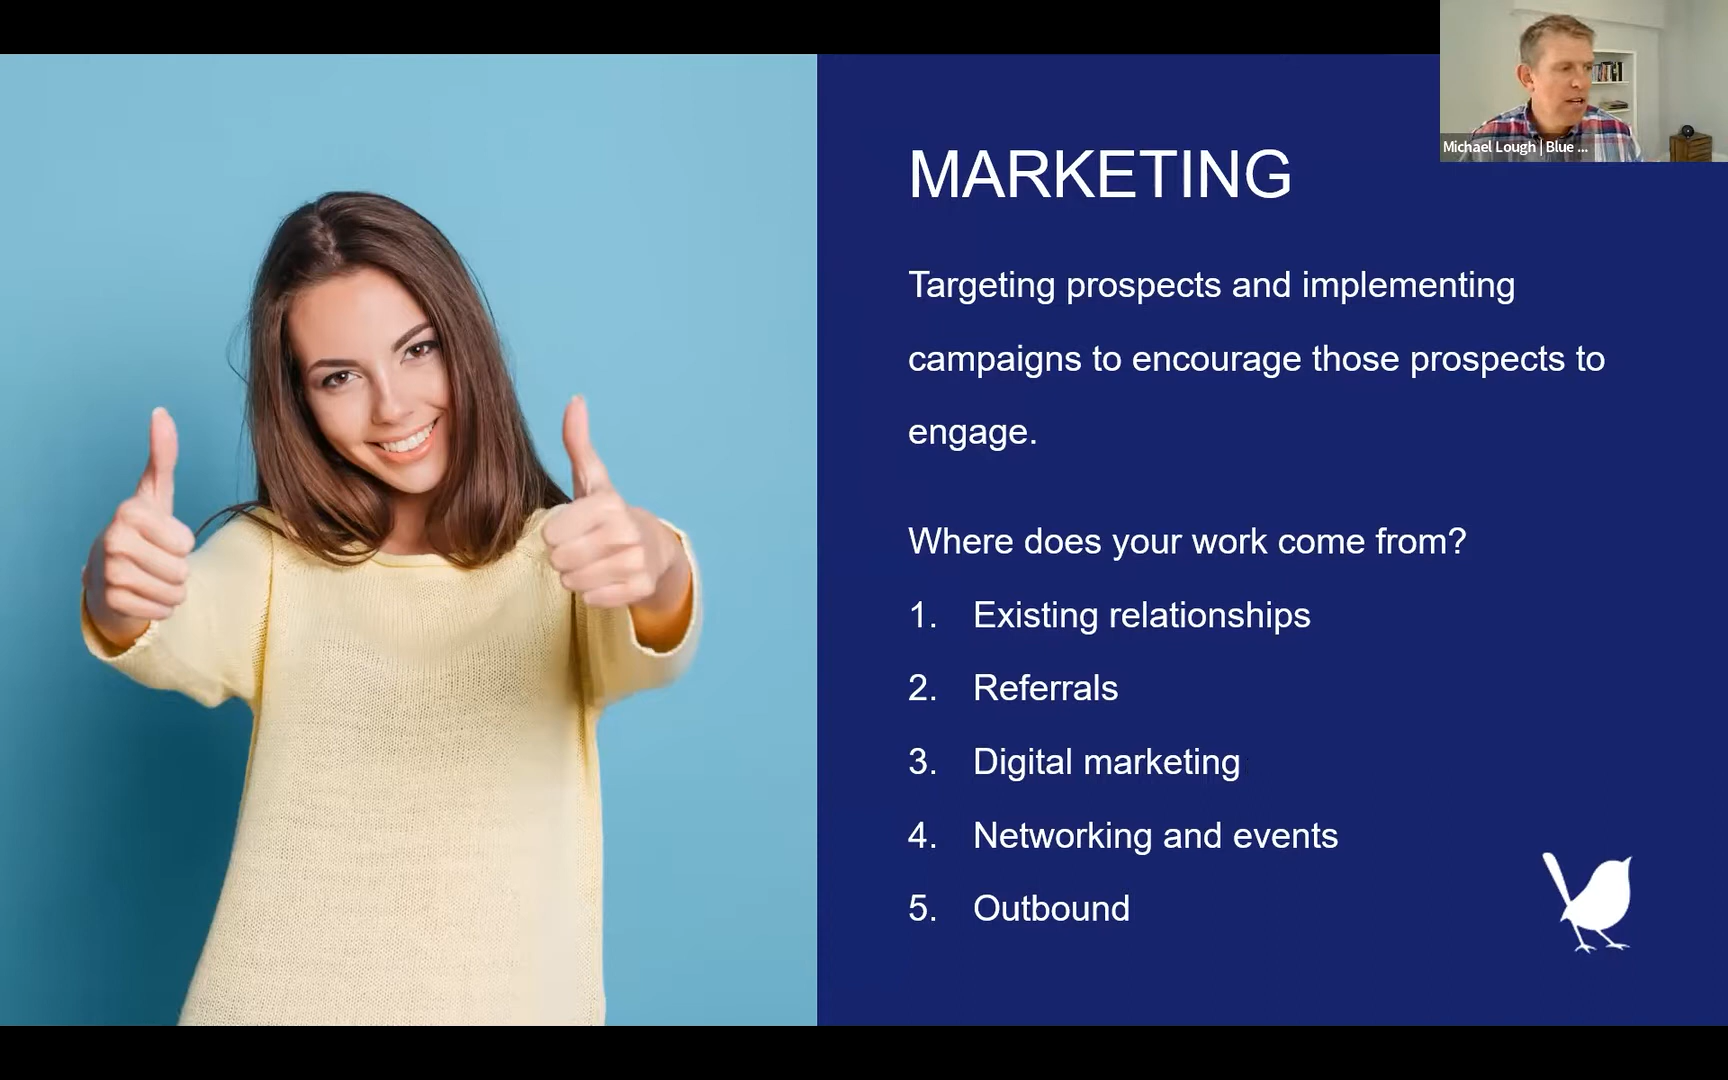 Michael Lough | Blue ...
MARKETING
Targeting prospects and implementing
campaigns to encourage those prospects to
engage.
Where does your work come from?
1. Existing relationships
2. Referrals
3. Digital marketing
4. Networking and events
5. Outbound